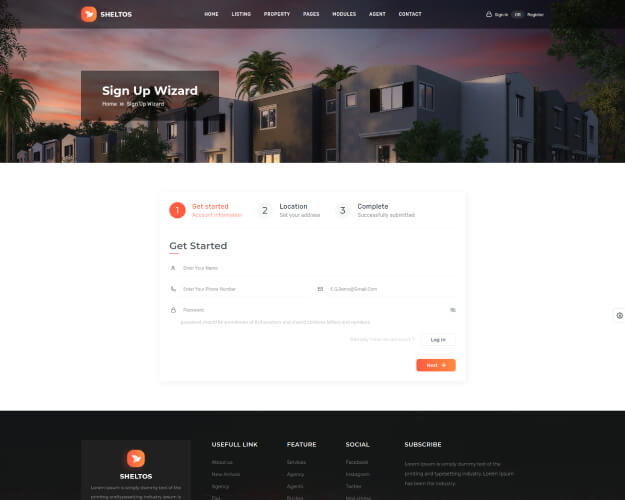 SHELTOS
HOME LISTING PROPERTY PAGES MODULES AGENT CONTACT
Sign in OR Register
Sign Up Wizard
Home » Sign Up Wizard
1 Get started
Account information
2 Location
Set your address
3 Complete
Successfully submitted
Get Started
Enter Your Name
Enter Your Phone Number
E.G.Demo@Gmail.Com
Password
password should be a minimum of 8 characters and should contains letters and numbers
Already have an account ?
Log in
Next →
SHELTOS
Lorem Ipsum is simply dummy text of the
printing and typesetting industry. Lorem
USEFULL LINK
About us
New Arrivals
Agency
Faq
FEATURE
Services
Agency
Agents
Pricing
SOCIAL
Facebook
Instagram
Twitter
SUBSCRIBE
Lorem Ipsum is simply dummy text of the
printing and typesetting industry. Lorem Ipsum
has been the industry.